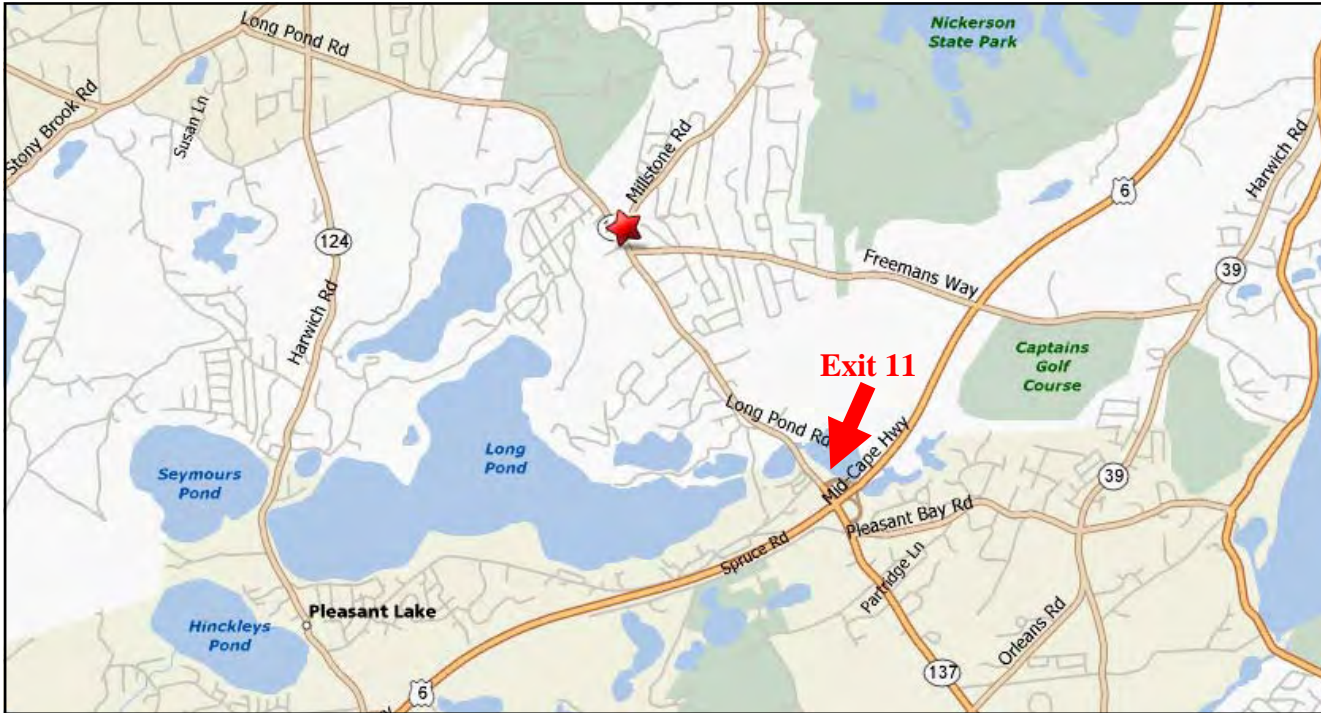 Long Pond Rd
Nickerson
State Park
Stony Brook Rd
Susan Ln
Millstone Rd
Harwich Rd
6
124
Harwich Rd
39
Freemans Way
Captains
Golf
Course
Exit 11
Long Pond Rd
Mid-Cape Hwy
Long
Pond
Seymours
Pond
39
Pleasant Bay Rd
Spruce Rd
Partridge Ln
Pleasant Lake
Hinckleys
Pond
Orleans Rd
137
6